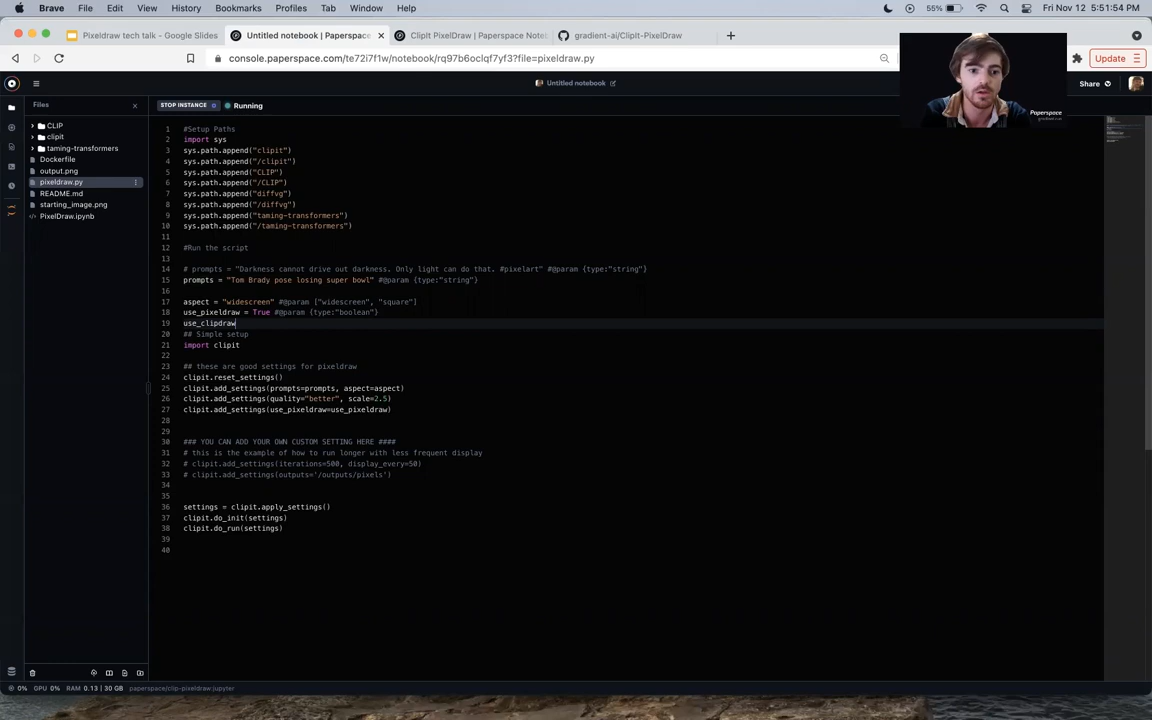 Brave File Edit View History Bookmarks Profiles Tab Window Help 55% Fri Nov 12 5:51:54 PM
Pixeldraw tech talk - Google Slides Untitled notebook | Paperspace ClipIt PixelDraw | Paperspace Noteb gradient-ai/ClipIt-PixelDraw
console.paperspace.com/te72i7f1w/notebook/rq97b6oclqf7yf3?file=pixeldraw.py Update
Untitled notebook Share
Paperspace
Files STOP INSTANCE Running
CLIP
clipit
taming-transformers
Dockerfile
output.png
pixeldraw.py
README.md
starting_image.png
PixelDraw.ipynb
1 #Setup Paths
2 import sys
3 sys.path.append("clipit")
4 sys.path.append("/clipit")
5 sys.path.append("CLIP")
6 sys.path.append("/CLIP")
7 sys.path.append("diffvg")
8 sys.path.append("/diffvg")
9 sys.path.append("taming-transformers")
10 sys.path.append("/taming-transformers")
11
12 #Run the script
13
14 # prompts = "Darkness cannot drive out darkness. Only light can do that. #pixelart" #@param {type:"string"}
15 prompts = "Tom Brady pose losing super bowl" #@param {type:"string"}
16
17 aspect = "widescreen" #@param ["widescreen", "square"]
18 use_pixeldraw = True #@param {type:"boolean"}
19 use_clipdraw
20 ## Simple setup
21 import clipit
22
23 ## these are good settings for pixeldraw
24 clipit.reset_settings()
25 clipit.add_settings(prompts=prompts, aspect=aspect)
26 clipit.add_settings(quality="better", scale=2.5)
27 clipit.add_settings(use_pixeldraw=use_pixeldraw)
28
29
30 ### YOU CAN ADD YOUR OWN CUSTOM SETTING HERE ####
31 # this is the example of how to run longer with less frequent display
32 # clipit.add_settings(iterations=500, display_every=50)
33 # clipit.add_settings(outputs='/outputs/pixels')
34
35
36 settings = clipit.apply_settings()
37 clipit.do_init(settings)
38 clipit.do_run(settings)
39
40
0% GPU 0% RAM 0.13 | 30 GB paperspace/clip-pixeldraw:jupyter